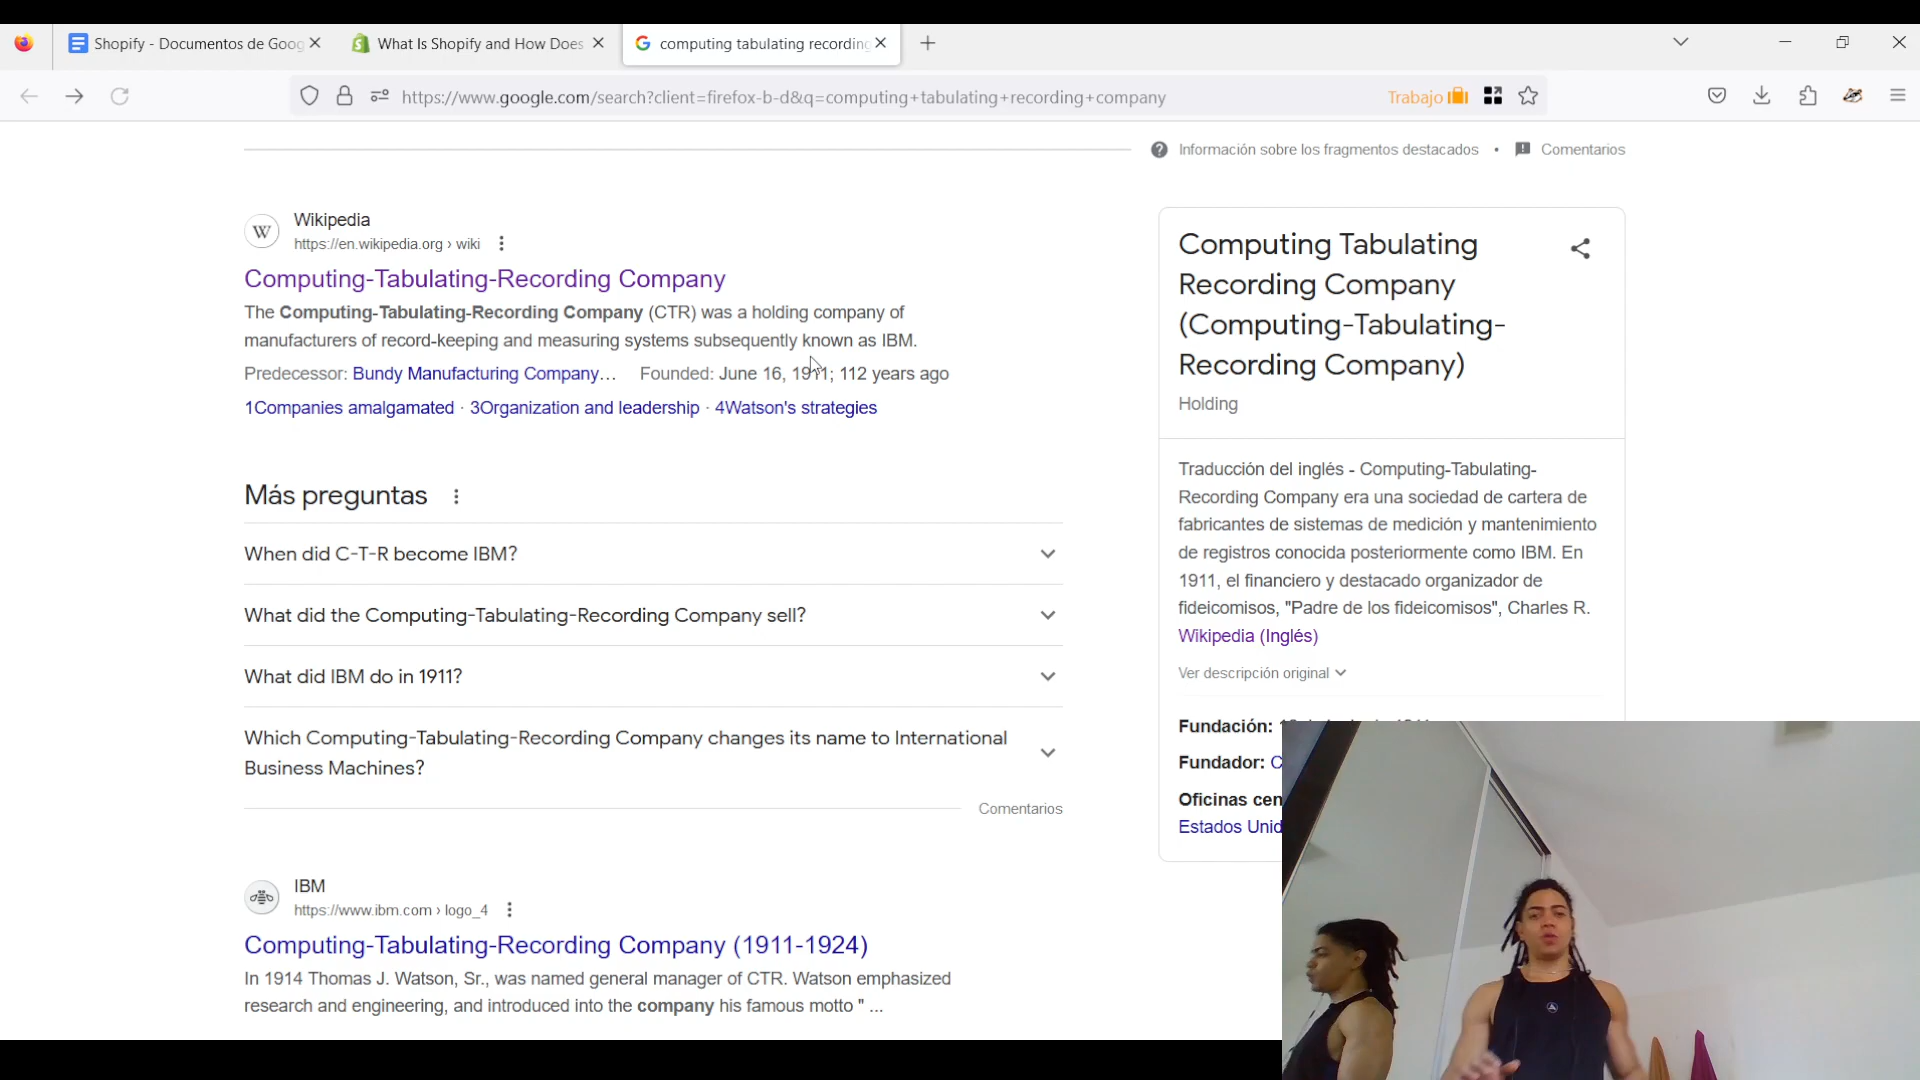 Shopify - Documentos de Goog
What Is Shopify and How Does
computing tabulating recording
https://www.google.com/search?client=firefox-b-d&q=computing+tabulating+recording+company
Trabajo
Información sobre los fragmentos destacados • Comentarios
Wikipedia
https://en.wikipedia.org › wiki
Computing-Tabulating-Recording Company
The Computing-Tabulating-Recording Company (CTR) was a holding company of
manufacturers of record-keeping and measuring systems subsequently known as IBM.
Predecessor: Bundy Manufacturing Company… Founded: June 16, 1911; 112 years ago
1Companies amalgamated · 3Organization and leadership · 4Watson's strategies
Más preguntas
When did C-T-R become IBM?
What did the Computing-Tabulating-Recording Company sell?
What did IBM do in 1911?
Which Computing-Tabulating-Recording Company changes its name to International
Business Machines?
Comentarios
IBM
https://www.ibm.com › logo_4
Computing-Tabulating-Recording Company (1911-1924)
In 1914 Thomas J. Watson, Sr., was named general manager of CTR. Watson emphasized
research and engineering, and introduced into the company his famous motto " ...
Computing Tabulating
Recording Company
(Computing-Tabulating-
Recording Company)
Holding
Traducción del inglés - Computing-Tabulating-
Recording Company era una sociedad de cartera de
fabricantes de sistemas de medición y mantenimiento
de registros conocida posteriormente como IBM. En
1911, el financiero y destacado organizador de
fideicomisos, "Padre de los fideicomisos", Charles R.
Wikipedia (Inglés)
Ver descripción original
Fundación:
Fundador: C
Oficinas cen
Estados Unid